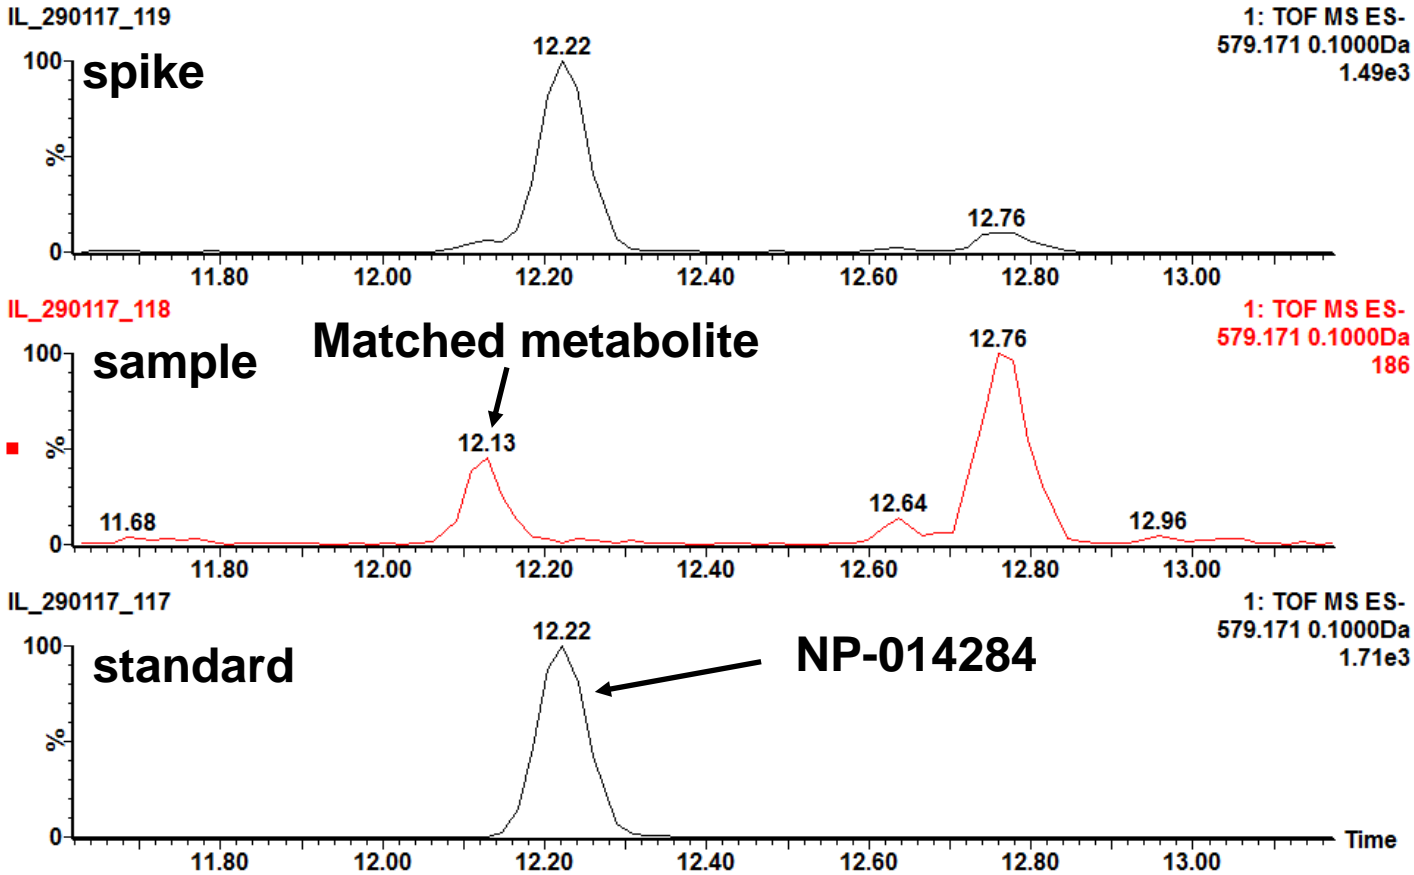 IL_290117_119
1: TOF MS ES-
579.171 0.1000Da
1.49e3
spike
12.22
12.76
100
%
0
11.80 12.00 12.20 12.40 12.60 12.80 13.00
IL_290117_118
1: TOF MS ES-
579.171 0.1000Da
186
sample
Matched metabolite
12.76
12.13
12.64
11.68
12.96
100
%
0
11.80 12.00 12.20 12.40 12.60 12.80 13.00
IL_290117_117
1: TOF MS ES-
579.171 0.1000Da
1.71e3
standard
12.22
NP-014284
100
%
0
Time
11.80 12.00 12.20 12.40 12.60 12.80 13.00